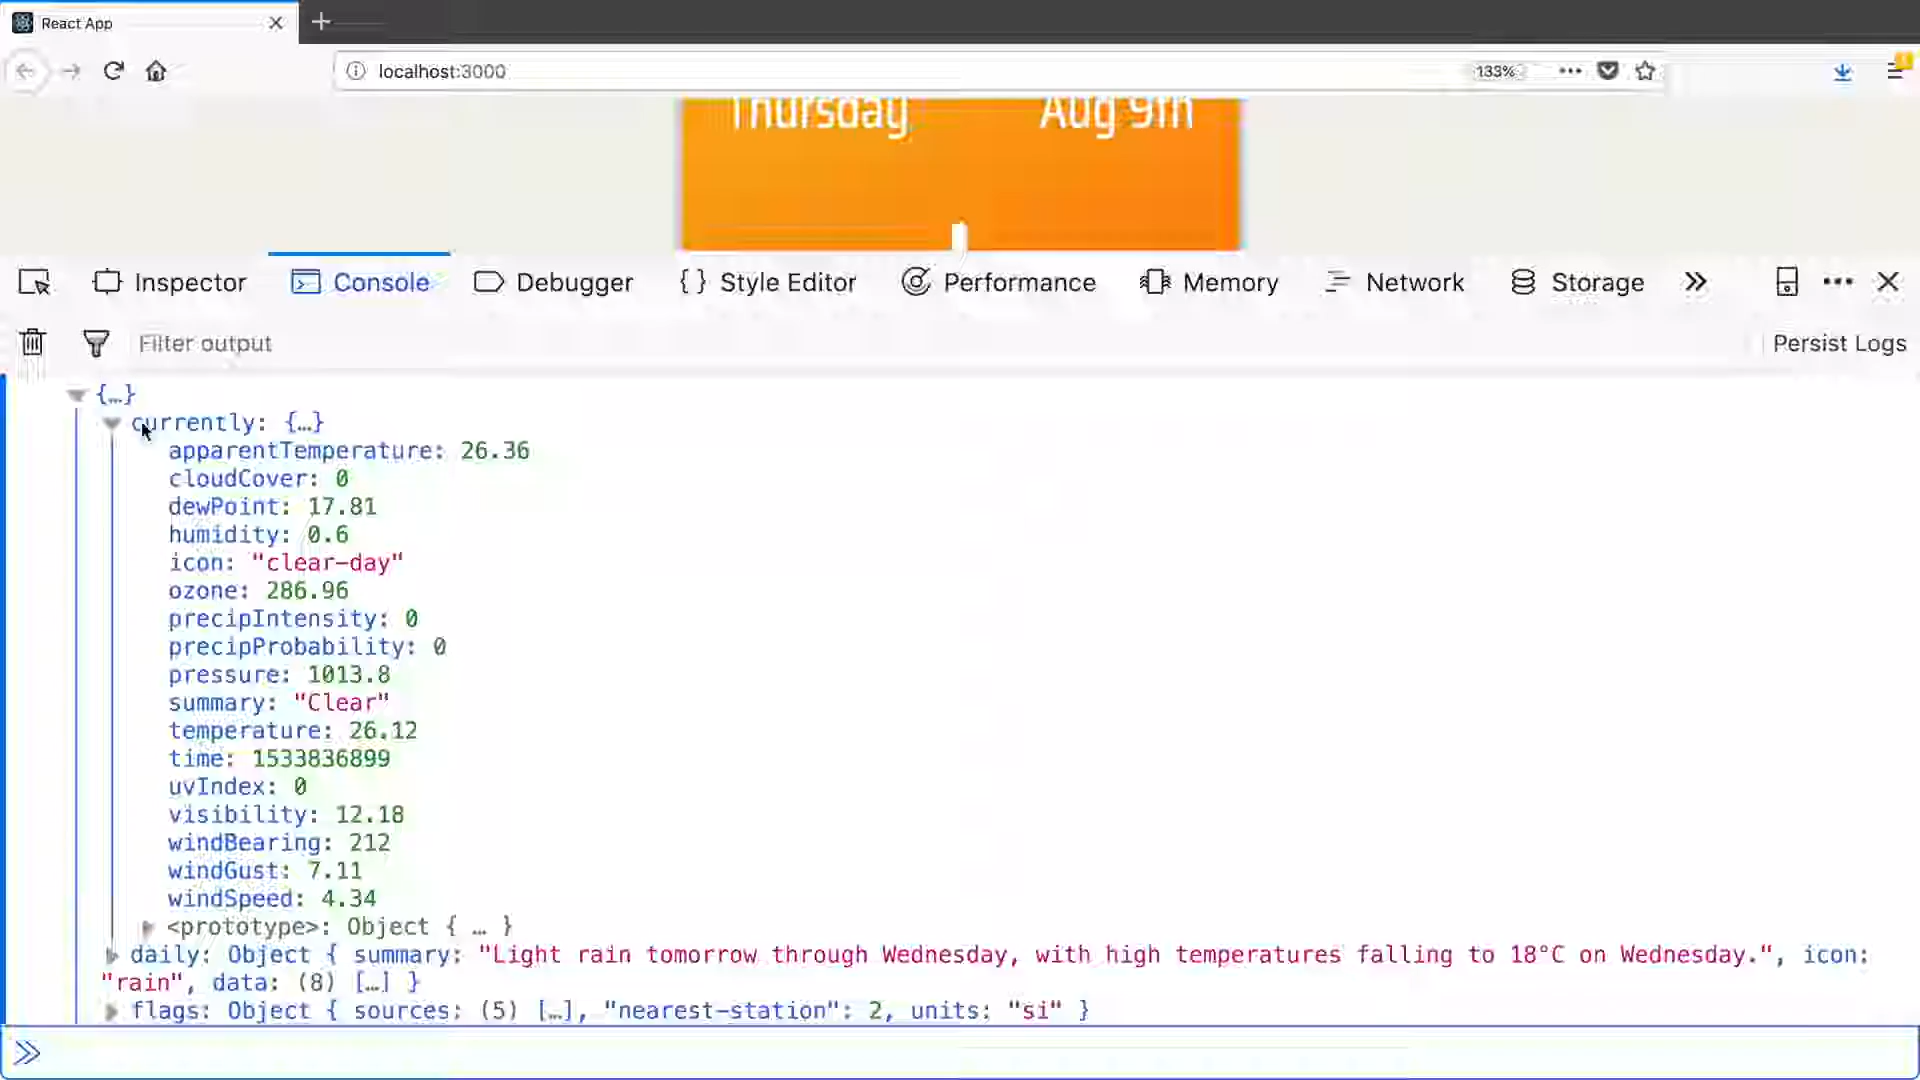 React App
localhost:3000
133%
Thursday Aug 9th
Inspector Console Debugger { } Style Editor Performance Memory Network Storage
Filter output Persist Logs
{…}
currently: {…}
apparentTemperature: 26.36
cloudCover: 0
dewPoint: 17.81
humidity: 0.6
icon: "clear-day"
ozone: 286.96
precipIntensity: 0
precipProbability: 0
pressure: 1013.8
summary: "Clear"
temperature: 26.12
time: 1533836899
uvIndex: 0
visibility: 12.18
windBearing: 212
windGust: 7.11
windSpeed: 4.34
<prototype>: Object { … }
daily: Object { summary: "Light rain tomorrow through Wednesday, with high temperatures falling to 18°C on Wednesday.", icon:
"rain", data: (8) […] }
flags: Object { sources: (5) […], "nearest-station": 2, units: "si" }